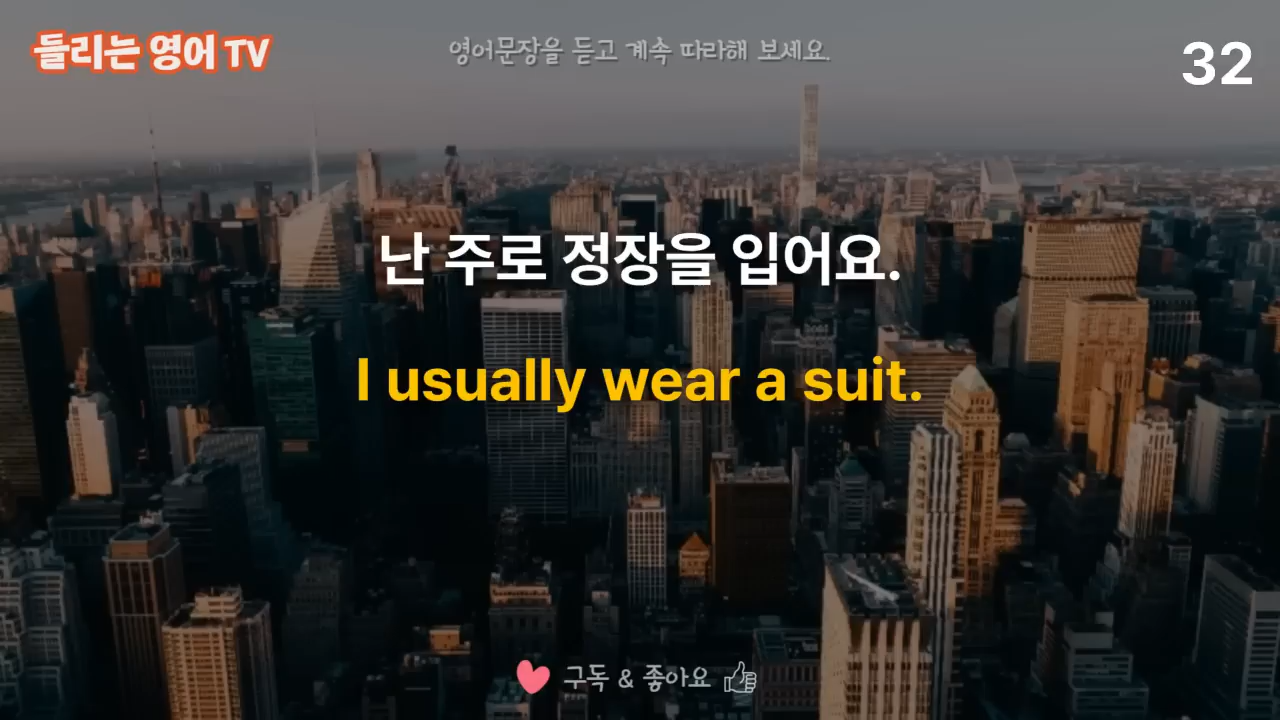 들리는 영어 TV
영어문장을 듣고 계속 따라해 보세요.
32
난 주로 정장을 입어요.
I usually wear a suit.
구독 & 좋아요